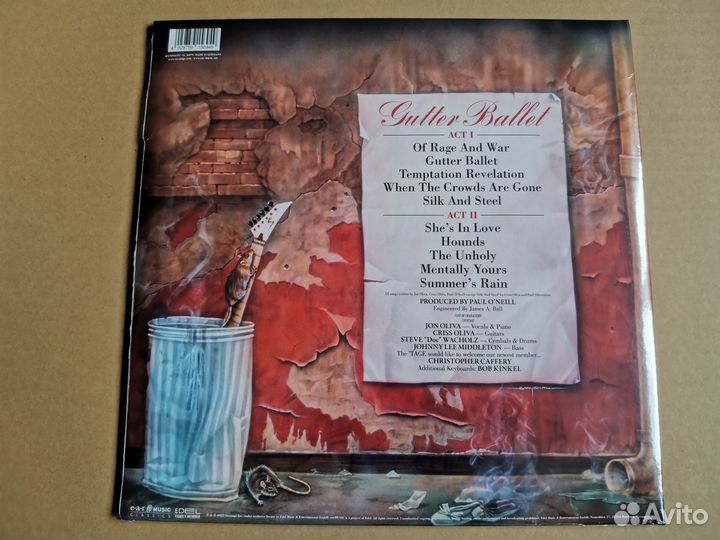 Gutter Ballet
ACT I
Of Rage And War
Gutter Ballet
Temptation Revelation
When The Crowds Are Gone
Silk And Steel
ACT II
She's In Love
Hounds
The Unholy
Mentally Yours
Summer's Rain
PRODUCED BY PAUL O'NEILL
Engineered By James A. Ball
JON OLIVA — Vocals & Piano
CRISS OLIVA — Guitars
STEVE "Doc" WACHOLZ — Cymbals & Drums
JOHNNY LEE MIDDLETON — Bass
The 'TAGE would like to welcome our newest member...
CHRISTOPHER CAFFERY
Additional Keyboards: BOB KINKEL
e·a·r MUSIC
CLASSICS
EDEL
Avito